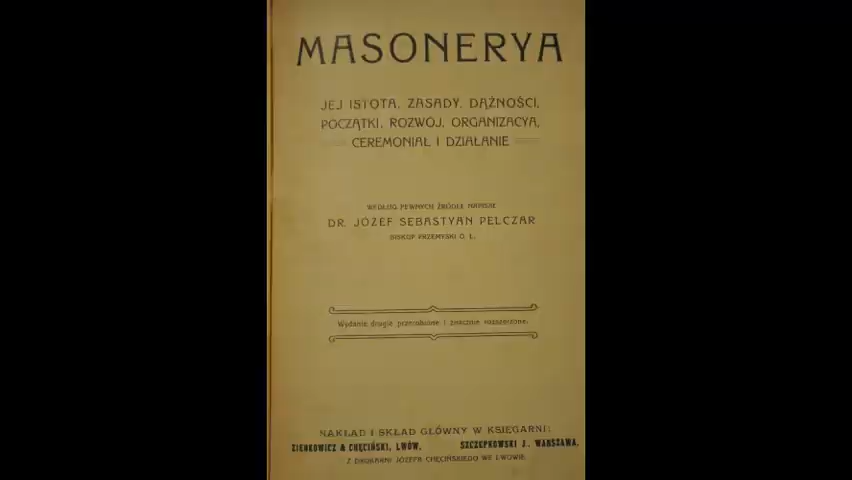 MASONERYA
JEJ ISTOTA, ZASADY, DĄŻNOŚCI,
POCZĄTKI, ROZWÓJ, ORGANIZACYA,
CEREMONIAŁ I DZIAŁANIE
WEDŁUG PEWNYCH ŹRÓDEŁ NAPISAŁ
DR. JÓZEF SEBASTYAN PELCZAR
BISKUP PRZEMYSKI O. Ł.
Wydanie drugie przerobione i znacznie rozszerzone.
NAKŁAD I SKŁAD GŁÓWNY W KSIĘGARNI:
ZIENKOWICZ & CHĘCIŃSKI, LWÓW. SZCZEPKOWSKI J. WARSZAWA.
Z DRUKARNI JÓZEFA CHĘCIŃSKIEGO WE LWOWIE.